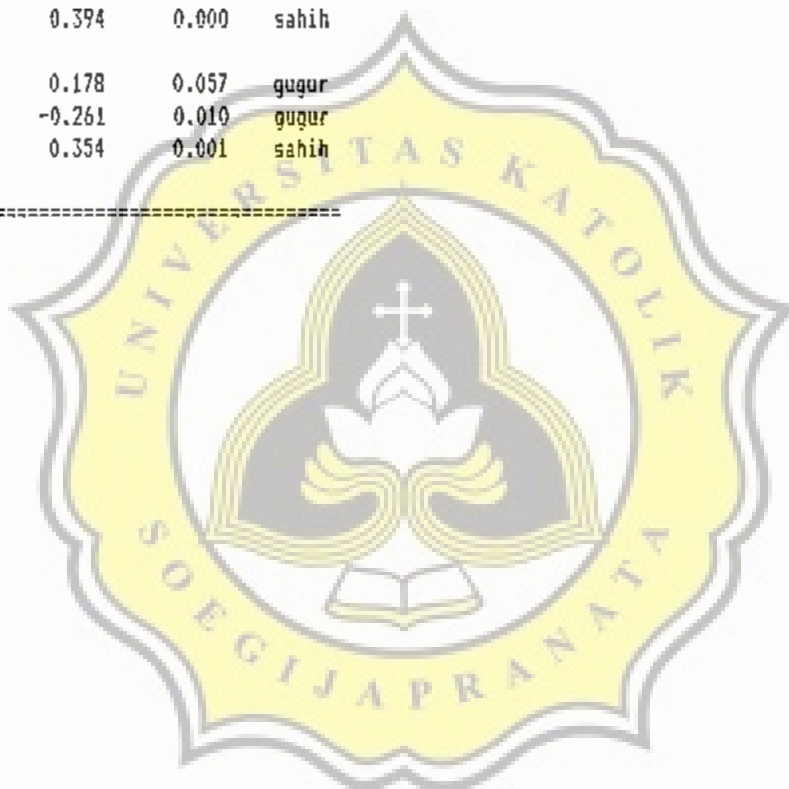 0.394 0.000 sahih
0.178 0.057 gugur
-0.261 0.010 gugur
0.354 0.001 sahih
UNIVERSITAS KATOLIK
SOEGIJAPRANATA